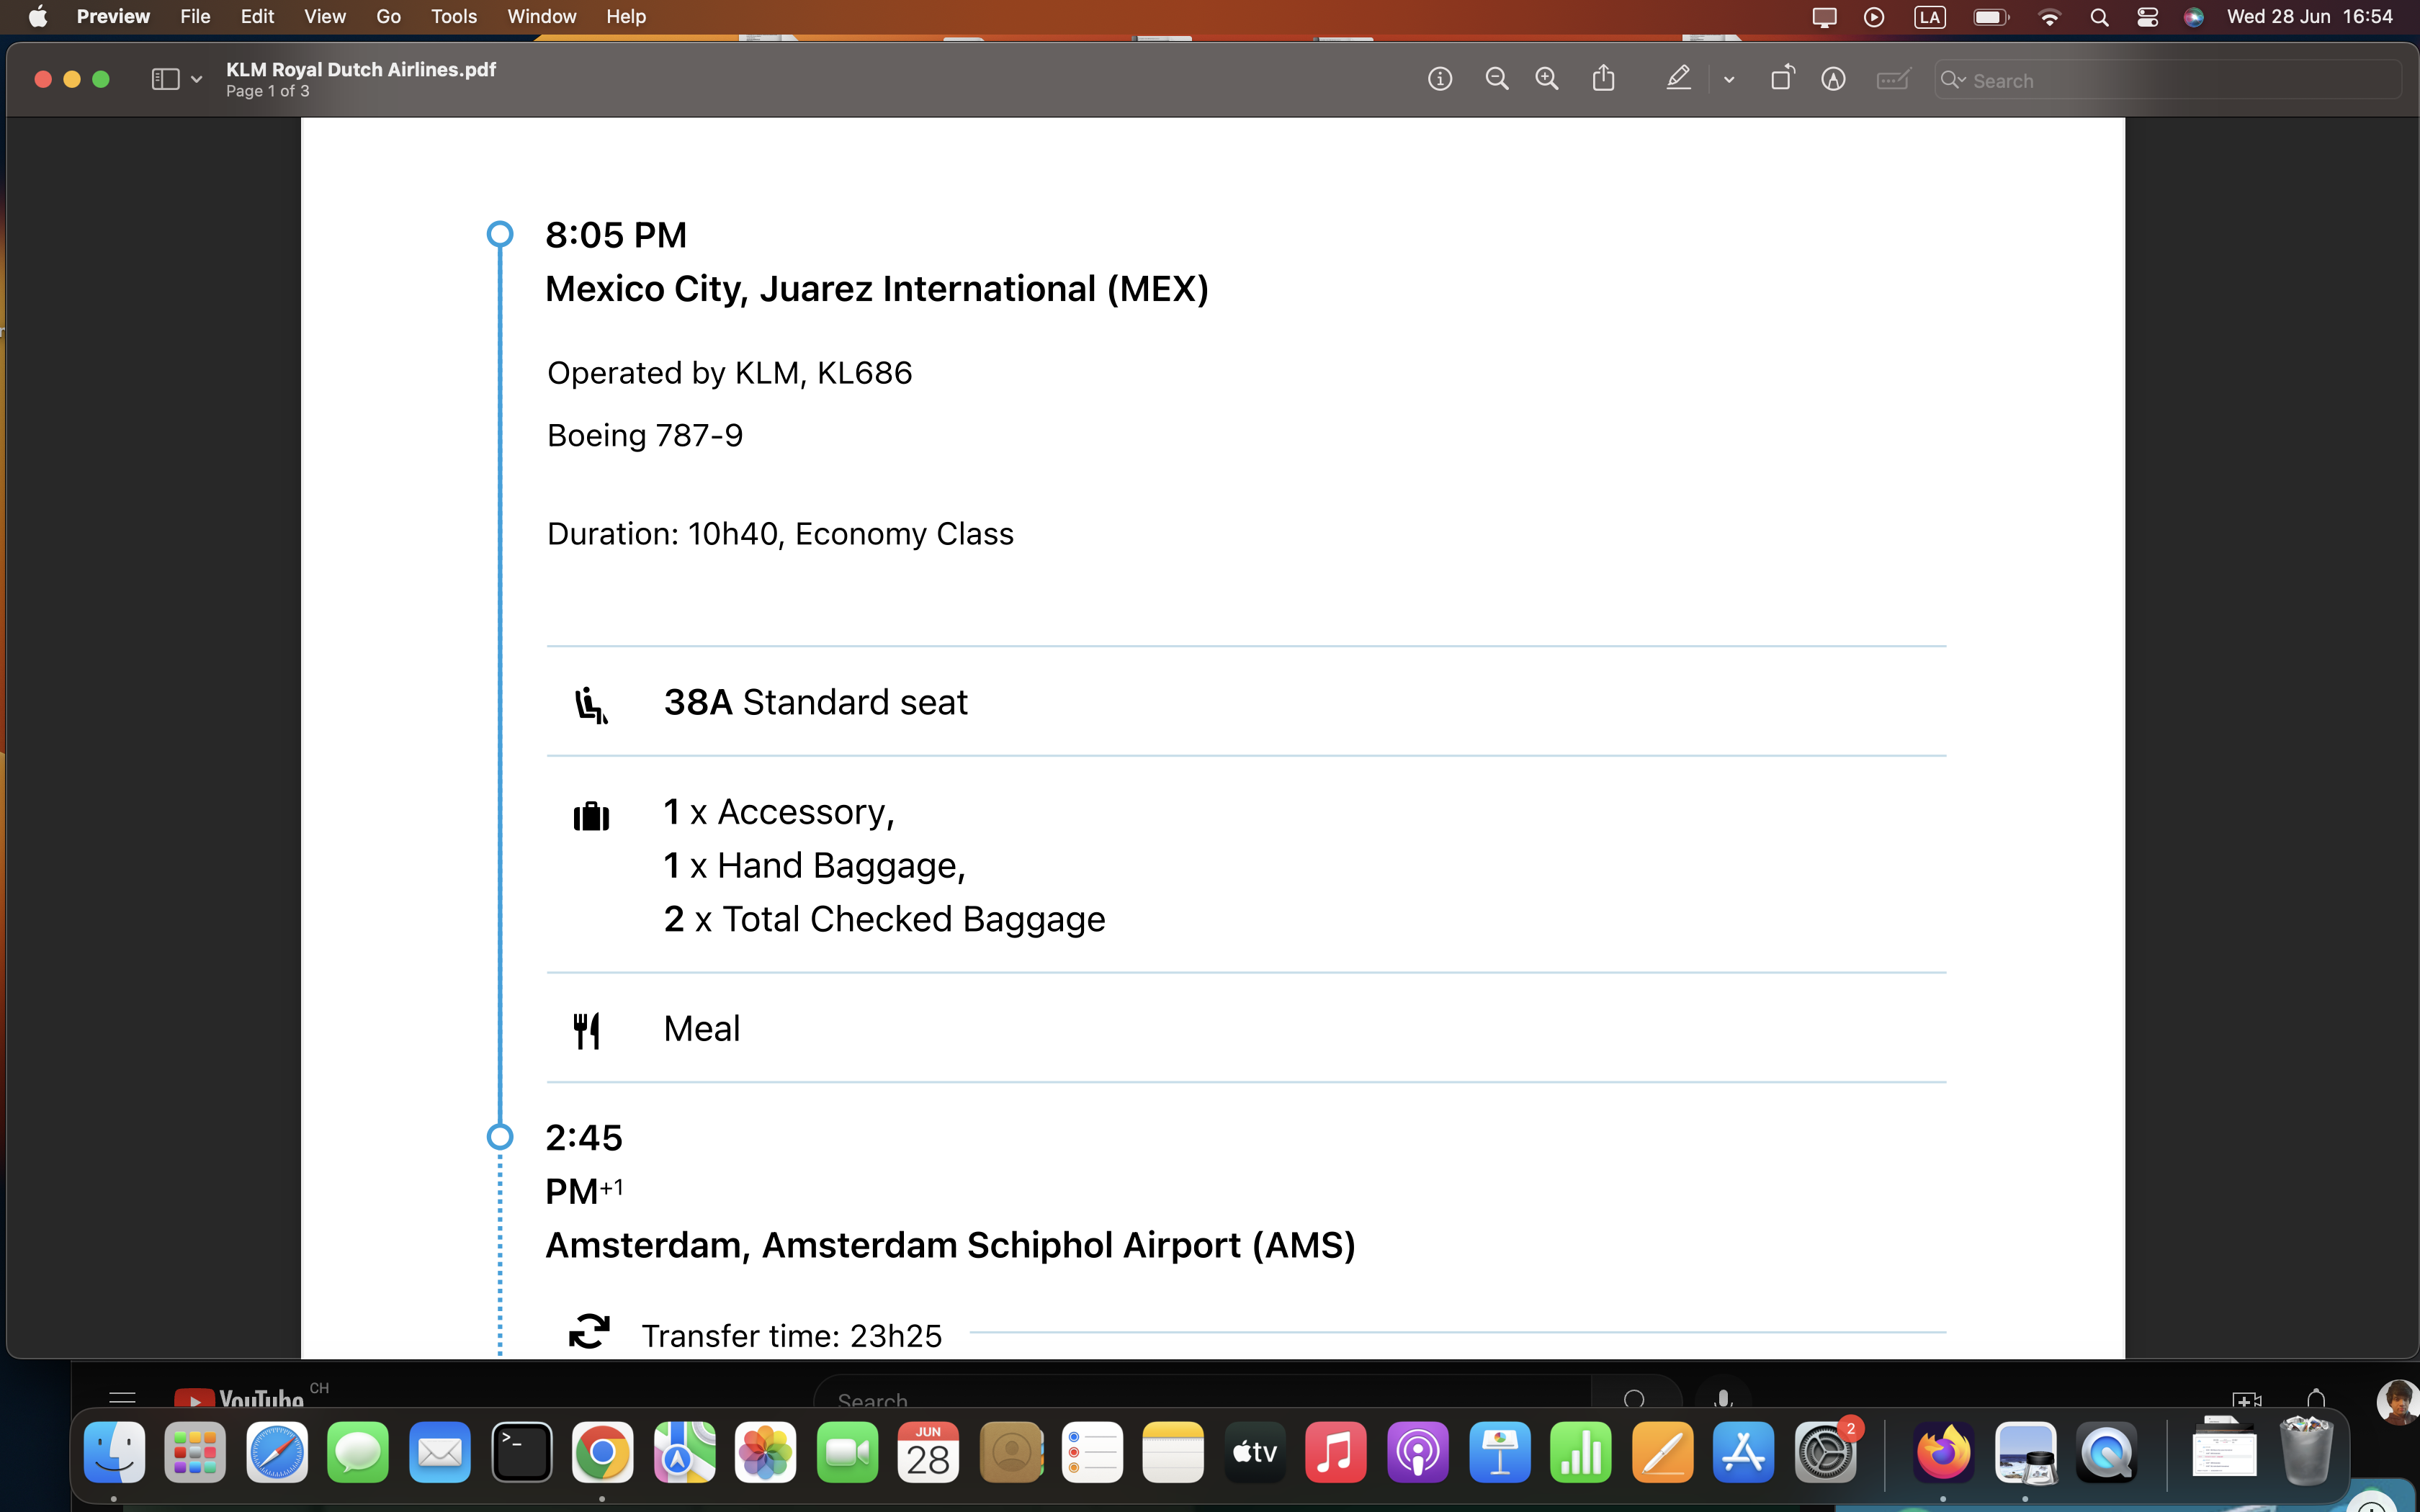 Preview File Edit View Go Tools Window Help
LA
Wed 28 Jun 16:54
KLM Royal Dutch Airlines.pdf
Page 1 of 3
Search
8:05 PM
Mexico City, Juarez International (MEX)
Operated by KLM, KL686
Boeing 787-9
Duration: 10h40, Economy Class
38A Standard seat
1 x Accessory,
1 x Hand Baggage,
2 x Total Checked Baggage
Meal
2:45
PM+1
Amsterdam, Amsterdam Schiphol Airport (AMS)
Transfer time: 23h25
YouTube CH
Search
JUN
28
tv
2